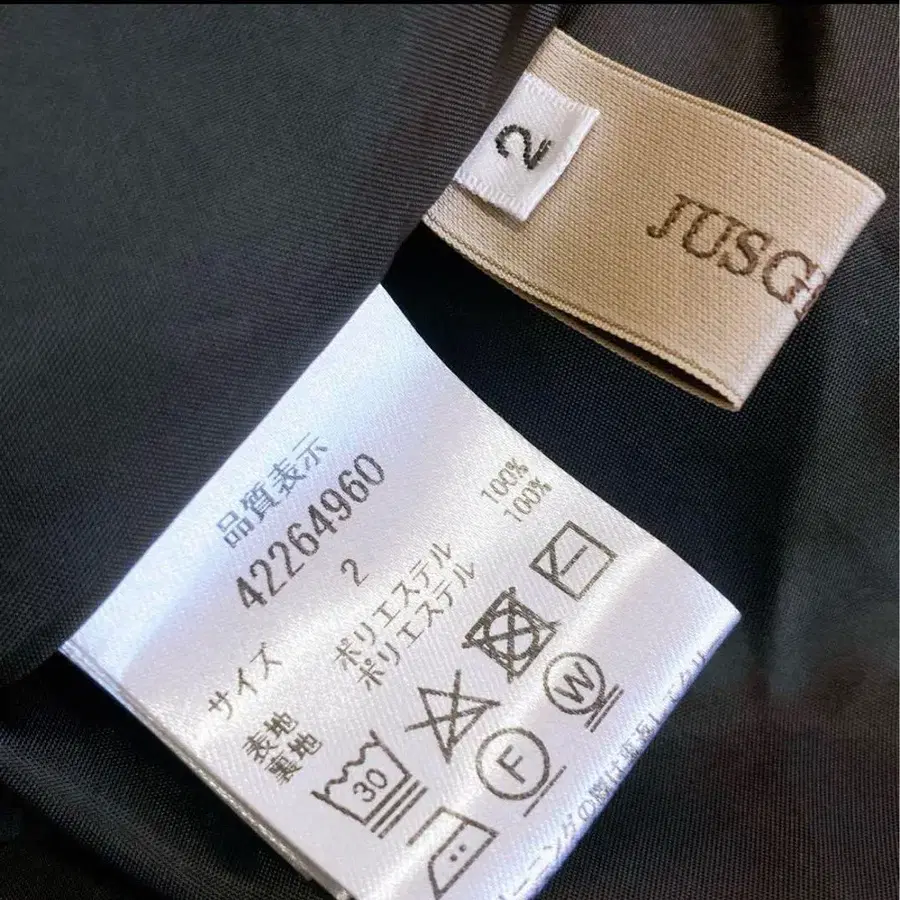 2
JUSG
品質表示
42264960
サイズ 2
表地 ポリエステル 100%
裏地 ポリエステル 100%
30
F
W